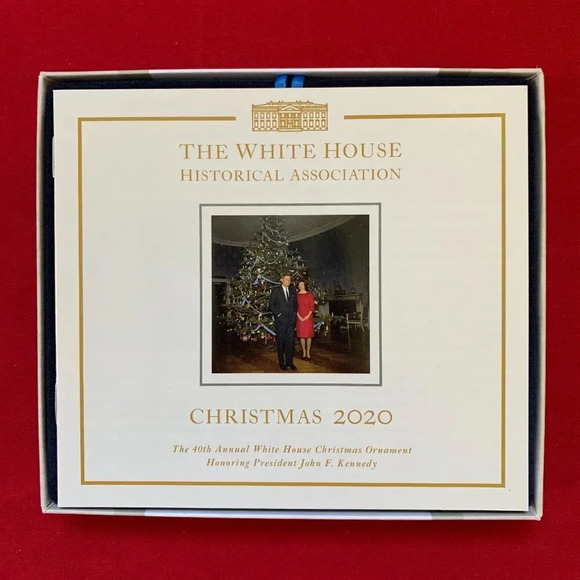 THE WHITE HOUSE
HISTORICAL ASSOCIATION
CHRISTMAS 2020
The 40th Annual White House Christmas Ornament
Honoring President John F. Kennedy